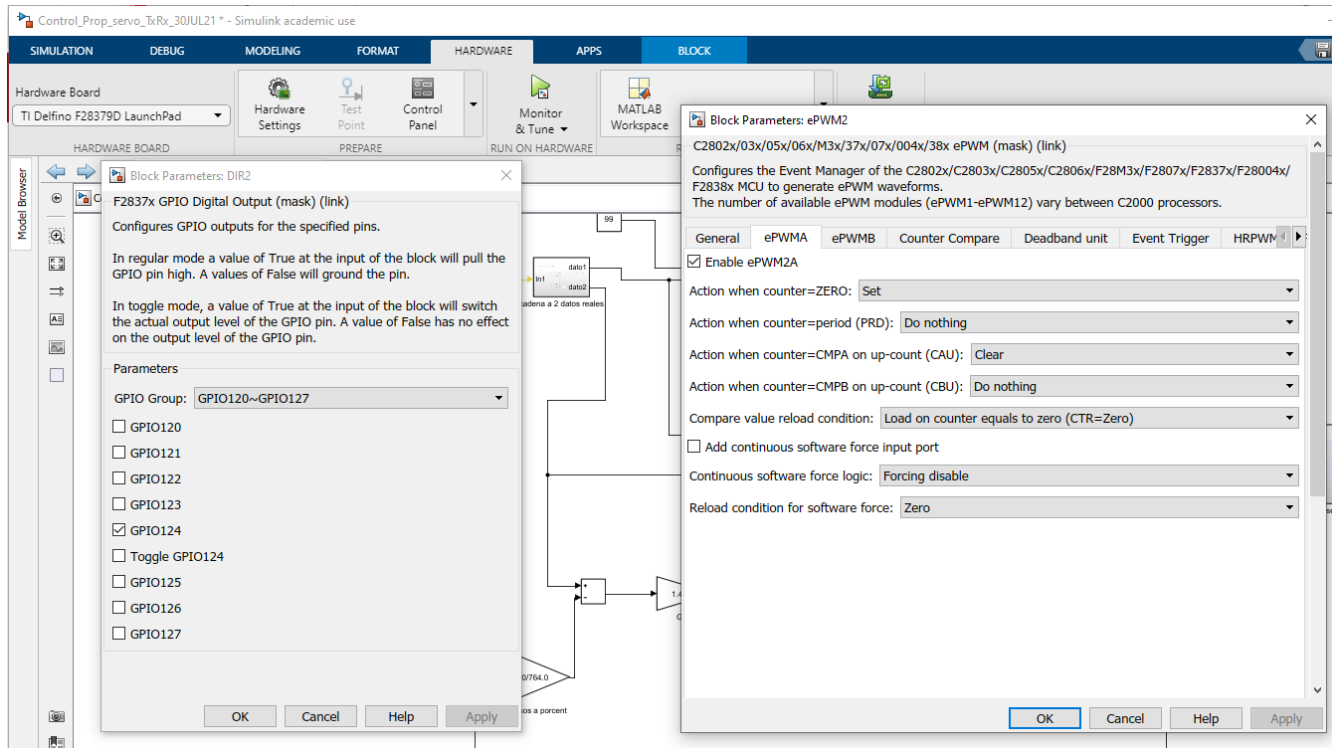 Control_Prop_servo_TxRx_30JUL21 * - Simulink academic use
SIMULATION DEBUG MODELING FORMAT HARDWARE APPS BLOCK
Hardware Board
TI Delfino F28379D LaunchPad
HARDWARE BOARD
Hardware
Settings
Test
Point
Control
Panel
PREPARE
Monitor
& Tune
RUN ON HARDWARE
MATLAB
Workspace
Model Browser
Block Parameters: DIR2
F2837x GPIO Digital Output (mask) (link)
Configures GPIO outputs for the specified pins.
In regular mode a value of True at the input of the block will pull the
GPIO pin high. A values of False will ground the pin.
In toggle mode, a value of True at the input of the block will switch
the actual output level of the GPIO pin. A value of False has no effect
on the output level of the GPIO pin.
Parameters
GPIO Group: GPIO120~GPIO127
GPIO120
GPIO121
GPIO122
GPIO123
GPIO124
Toggle GPIO124
GPIO125
GPIO126
GPIO127
OK Cancel Help Apply
99
In1
dato1
dato2
cadena a 2 datos reales
0/764.0
os a porcent
Block Parameters: ePWM2
C2802x/03x/05x/06x/M3x/37x/07x/004x/38x ePWM (mask) (link)
Configures the Event Manager of the C2802x/C2803x/C2805x/C2806x/F28M3x/F2807x/F2837x/F28004x/
F2838x MCU to generate ePWM waveforms.
The number of available ePWM modules (ePWM1-ePWM12) vary between C2000 processors.
General ePWMA ePWMB Counter Compare Deadband unit Event Trigger HRPWM
Enable ePWM2A
Action when counter=ZERO: Set
Action when counter=period (PRD): Do nothing
Action when counter=CMPA on up-count (CAU): Clear
Action when counter=CMPB on up-count (CBU): Do nothing
Compare value reload condition: Load on counter equals to zero (CTR=Zero)
Add continuous software force input port
Continuous software force logic: Forcing disable
Reload condition for software force: Zero
OK Cancel Help Apply